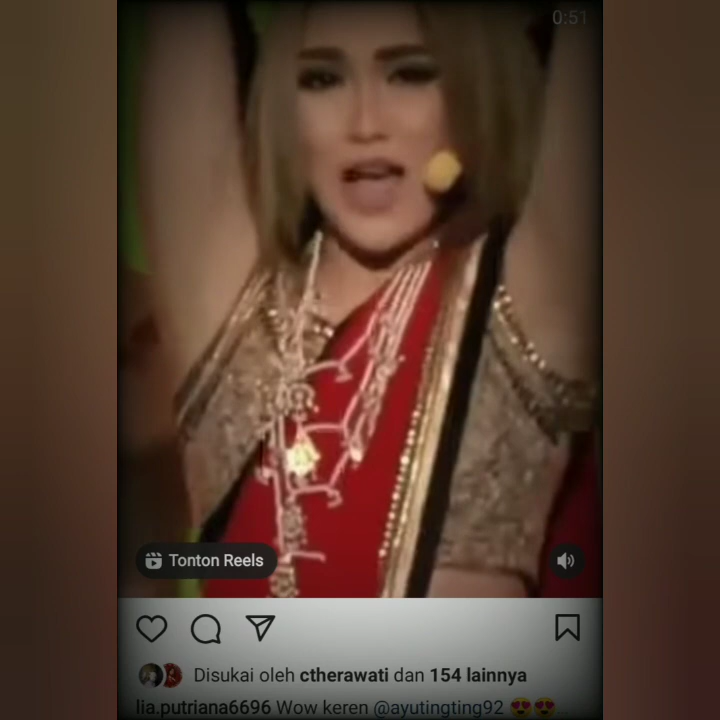 0:51
Tonton Reels
Disukai oleh ctherawati dan 154 lainnya
lia.putriana6696 Wow keren @ayutingting92 😍😍